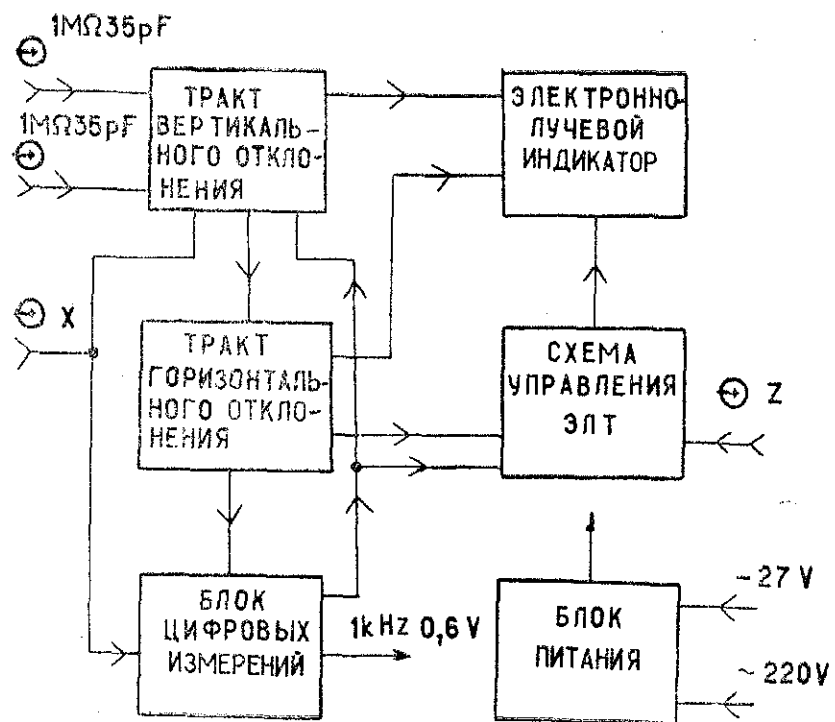 1MΩ35pF
1MΩ35pF
ТРАКТ
ВЕРТИКАЛЬ-
НОГО ОТКЛО-
НЕНИЯ
ЭЛЕКТРОННО-
ЛУЧЕВОЙ
ИНДИКАТОР
X
ТРАКТ
ГОРИЗОНТАЛЬ-
НОГО ОТКЛО-
НЕНИЯ
СХЕМА
УПРАВЛЕНИЯ
ЭЛТ
Z
БЛОК
ЦИФРОВЫХ
ИЗМЕРЕНИЙ
1kHz 0,6 V
БЛОК
ПИТАНИЯ
-27 V
~220V